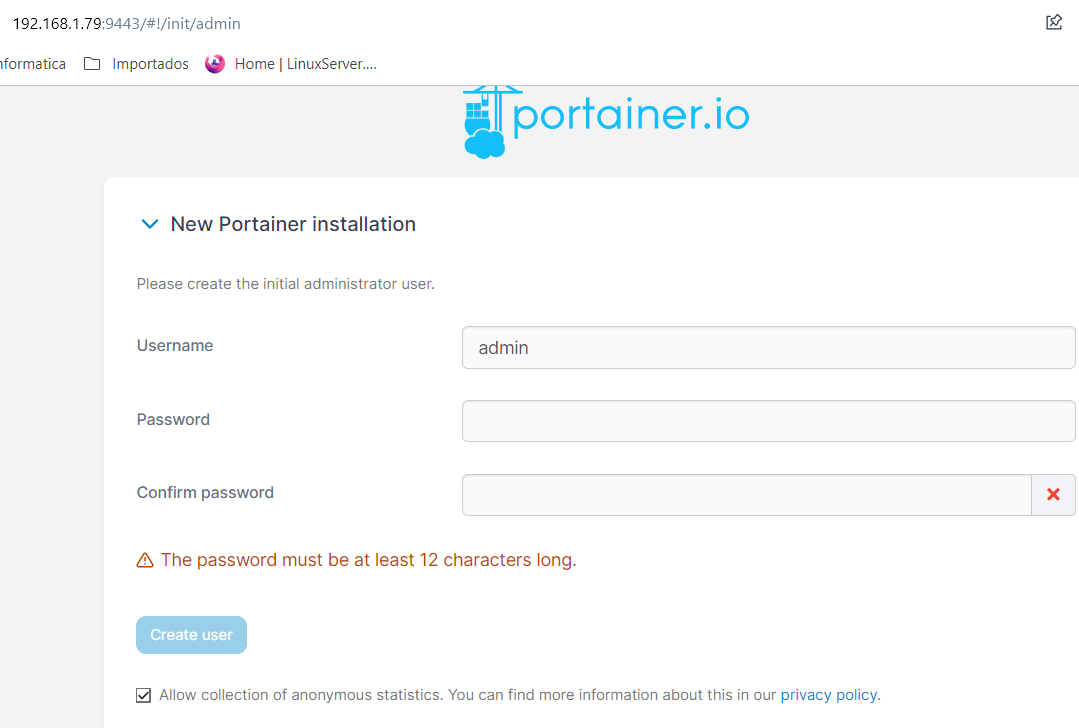 192.168.1.79:9443/#!/init/admin
nformatica Importados Home | LinuxServer....
portainer.io
New Portainer installation
Please create the initial administrator user.
Username admin
Password
Confirm password
The password must be at least 12 characters long.
Create user
Allow collection of anonymous statistics. You can find more information about this in our privacy policy.